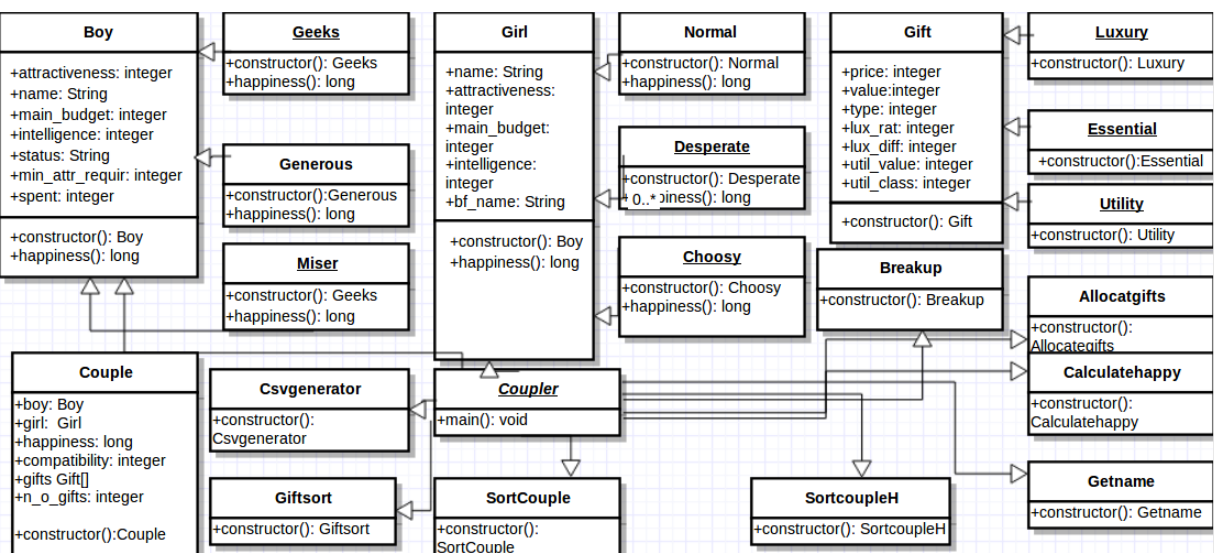 Boy
+attractiveness: integer
+name: String
+main_budget: integer
+intelligence: integer
+status: String
+min_attr_requir: integer
+spent: integer
+constructor(): Boy
+happiness(): long
Geeks
+constructor(): Geeks
+happiness(): long
Generous
+constructor():Generous
+happiness(): long
Miser
+constructor(): Geeks
+happiness(): long
Girl
+name: String
+attractiveness:
integer
+main_budget:
integer
+intelligence:
integer
+bf_name: String
+constructor(): Boy
+happiness(): long
Normal
+constructor(): Normal
+happiness(): long
Desperate
+constructor(): Desperate
0..* piness(): long
Choosy
+constructor(): Choosy
+happiness(): long
Gift
+price: integer
+value:integer
+type: integer
+lux_rat: integer
+lux_diff: integer
+util_value: integer
+util_class: integer
+constructor(): Gift
Luxury
+constructor(): Luxury
Essential
+constructor():Essential
Utility
+constructor(): Utility
Breakup
+constructor(): Breakup
Allocatgifts
+constructor():
Allocategifts
Calculatehappy
+constructor():
Calculatehappy
Couple
+boy: Boy
+girl: Girl
+happiness: long
+compatibility: integer
+gifts Gift[]
+n_o_gifts: integer
+constructor():Couple
Csvgenerator
+constructor():
Csvgenerator
Coupler
+main(): void
Giftsort
+constructor(): Giftsort
SortCouple
+constructor():
SortCouple
SortcoupleH
+constructor(): SortcoupleH
Getname
+constructor(): Getname